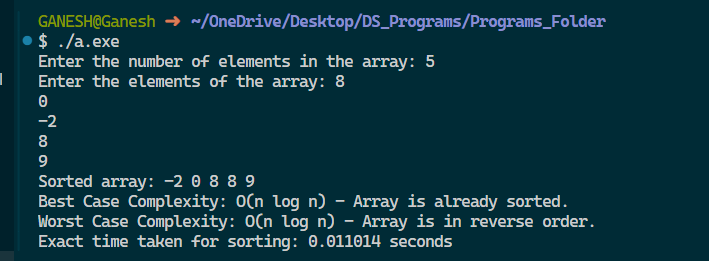 GANESH@Ganesh ➜ ~/OneDrive/Desktop/DS_Programs/Programs_Folder
$ ./a.exe
Enter the number of elements in the array: 5
Enter the elements of the array: 8
0
-2
8
9
Sorted array: -2 0 8 8 9
Best Case Complexity: O(n log n) - Array is already sorted.
Worst Case Complexity: O(n log n) - Array is in reverse order.
Exact time taken for sorting: 0.011014 seconds